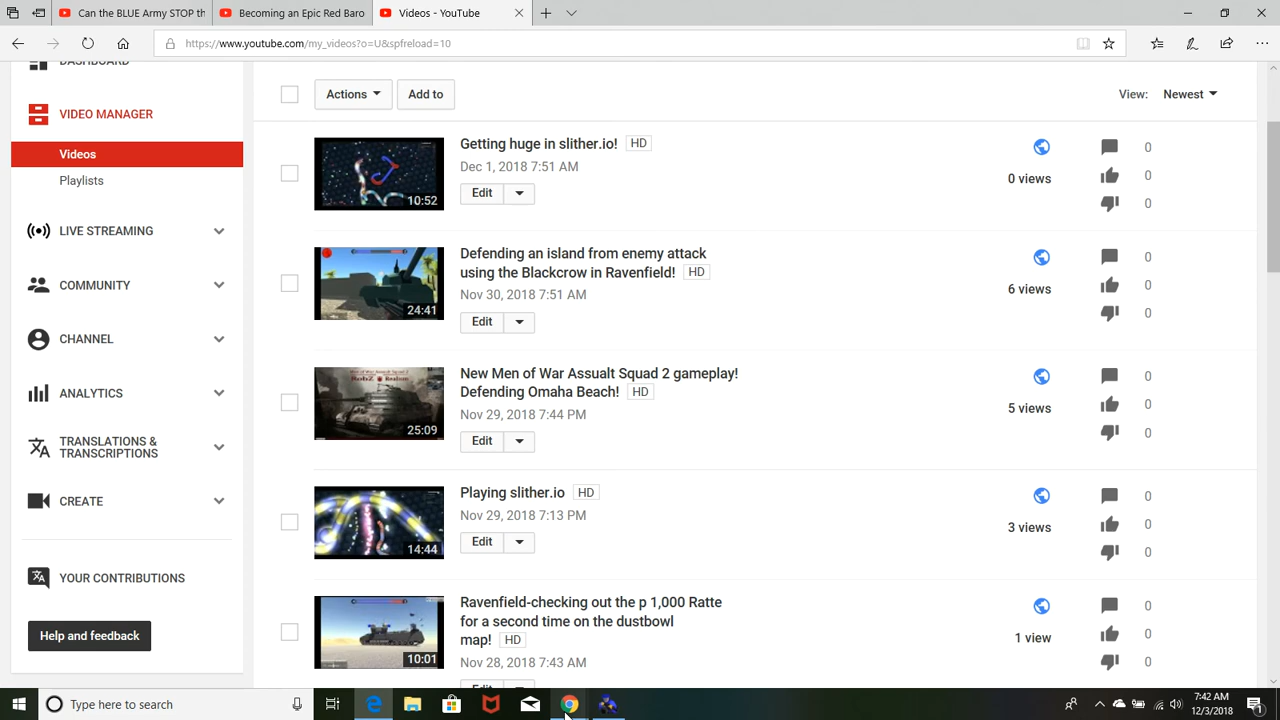 Can the Blue ARMY STOP th
Becoming an Red Baro
Videos - YouTube
https://www.youtube.com/my_videos?o=U&spfreload=10
DASHBOARD
Actions
Add to
View:
Newest
VIDEO MANAGER
Videos
Playlists
LIVE STREAMING
COMMUNITY
CHANNEL
ANALYTICS
TRANSLATIONS &
TRANSCRIPTIONS
CREATE
YOUR CONTRIBUTIONS
Help and feedback
Getting huge in slither.io! HD
Dec 1, 2018 7:51 AM
Edit
10:52
0 views
0
0
0
Defending an island from enemy attack
using the Blackcrow in Ravenfield! HD
Nov 30, 2018 7:51 AM
Edit
24:41
6 views
0
0
0
New Men of War Assualt Squad 2 gameplay!
Defending Omaha Beach! HD
Nov 29, 2018 7:44 PM
Edit
RobZ Realism
25:09
5 views
0
0
0
Playing slither.io HD
Nov 29, 2018 7:13 PM
Edit
14:44
3 views
0
0
0
Ravenfield-checking out the p 1,000 Ratte
for a second time on the dustbowl
map! HD
Nov 28, 2018 7:43 AM
Edit
10:01
1 view
0
0
0
Type here to search
7:42 AM
12/3/2018
1